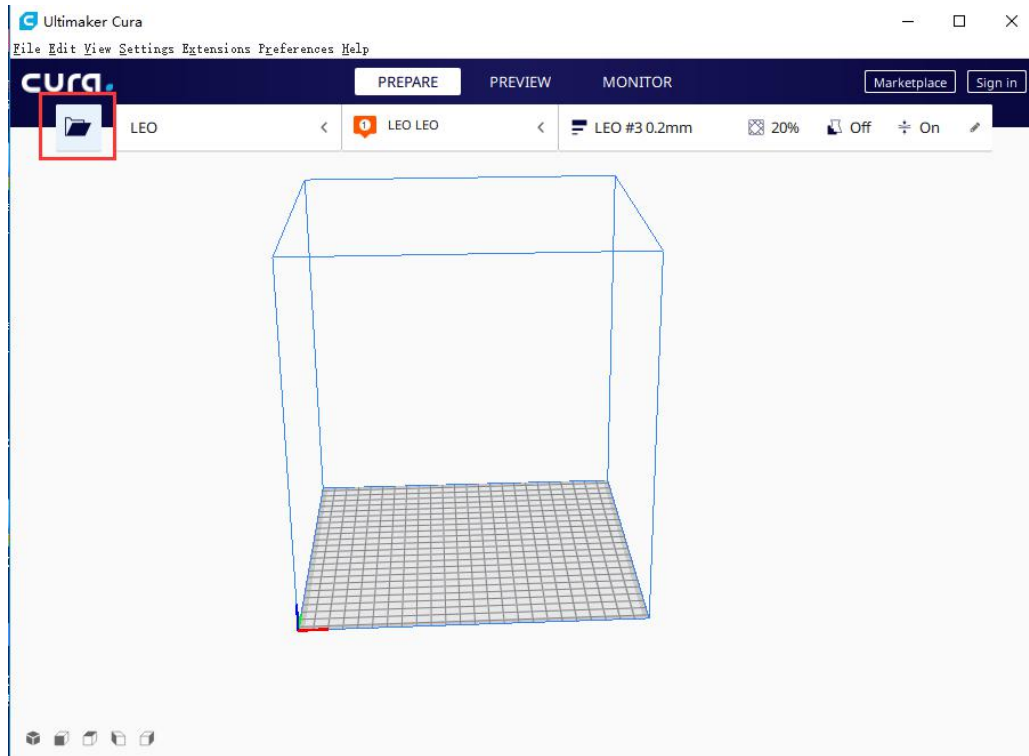 Ultimaker Cura
File Edit View Settings Extensions Preferences Help
cura. PREPARE PREVIEW MONITOR Marketplace Sign in
LEO 1 LEO LEO LEO #3 0.2mm 20% Off On